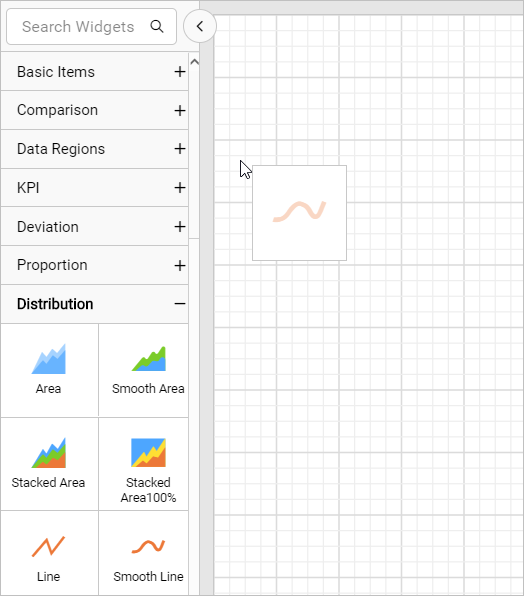 Search Widgets
Basic Items
Comparison
Data Regions
KPI
Deviation
Proportion
Distribution
Area
Smooth Area
Stacked Area
Stacked
Area100%
Line
Smooth Line